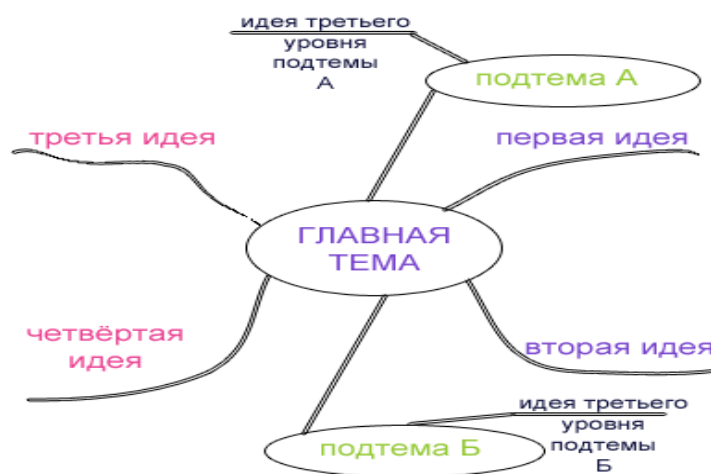 идея третьего
уровня
подтемы
А
подтема А
третья идея
первая идея
ГЛАВНАЯ
ТЕМА
четвёртая
идея
вторая идея
идея третьего
уровня
подтемы
Б
подтема Б